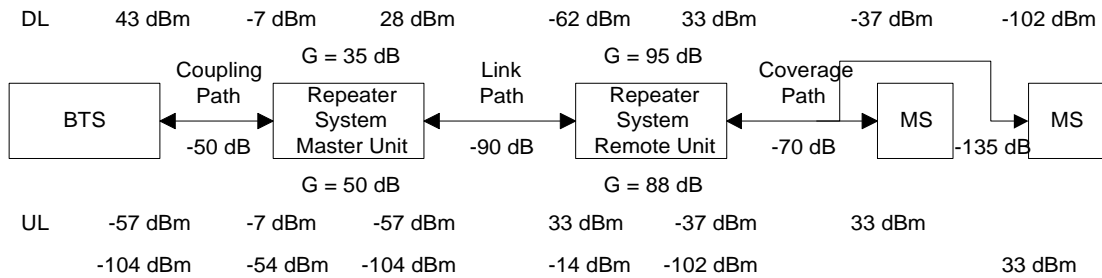 DL 43 dBm -7 dBm 28 dBm -62 dBm 33 dBm -37 dBm -102 dBm
G = 35 dB G = 95 dB
Coupling Path
Link Path
Coverage Path
BTS
Repeater System Master Unit
Repeater System Remote Unit
MS
MS
-50 dB -90 dB -70 dB -135 dB
G = 50 dB G = 88 dB
UL -57 dBm -7 dBm -57 dBm 33 dBm -37 dBm 33 dBm
-104 dBm -54 dBm -104 dBm -14 dBm -102 dBm 33 dBm